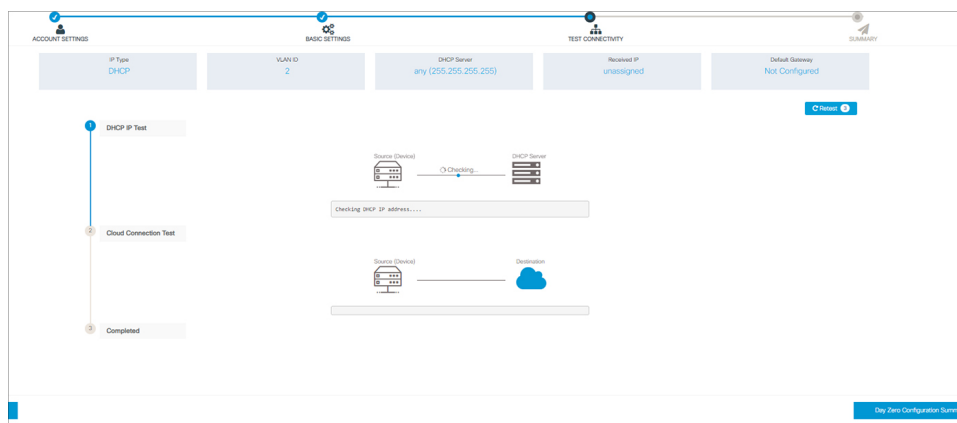 ACCOUNT SETTINGS
BASIC SETTINGS
TEST CONNECTIVITY
SUMMARY
IP Type
DHCP
VLAN ID
2
DHCP Server
any (255.255.255.255)
Received IP
unassigned
Default Gateway
Not Configured
Retest 3
1
DHCP IP Test
Source (Device)
Checking...
DHCP Server
Checking DHCP IP address....
2
Cloud Connection Test
Source (Device)
Destination
3
Completed
Day Zero Configuration Summ